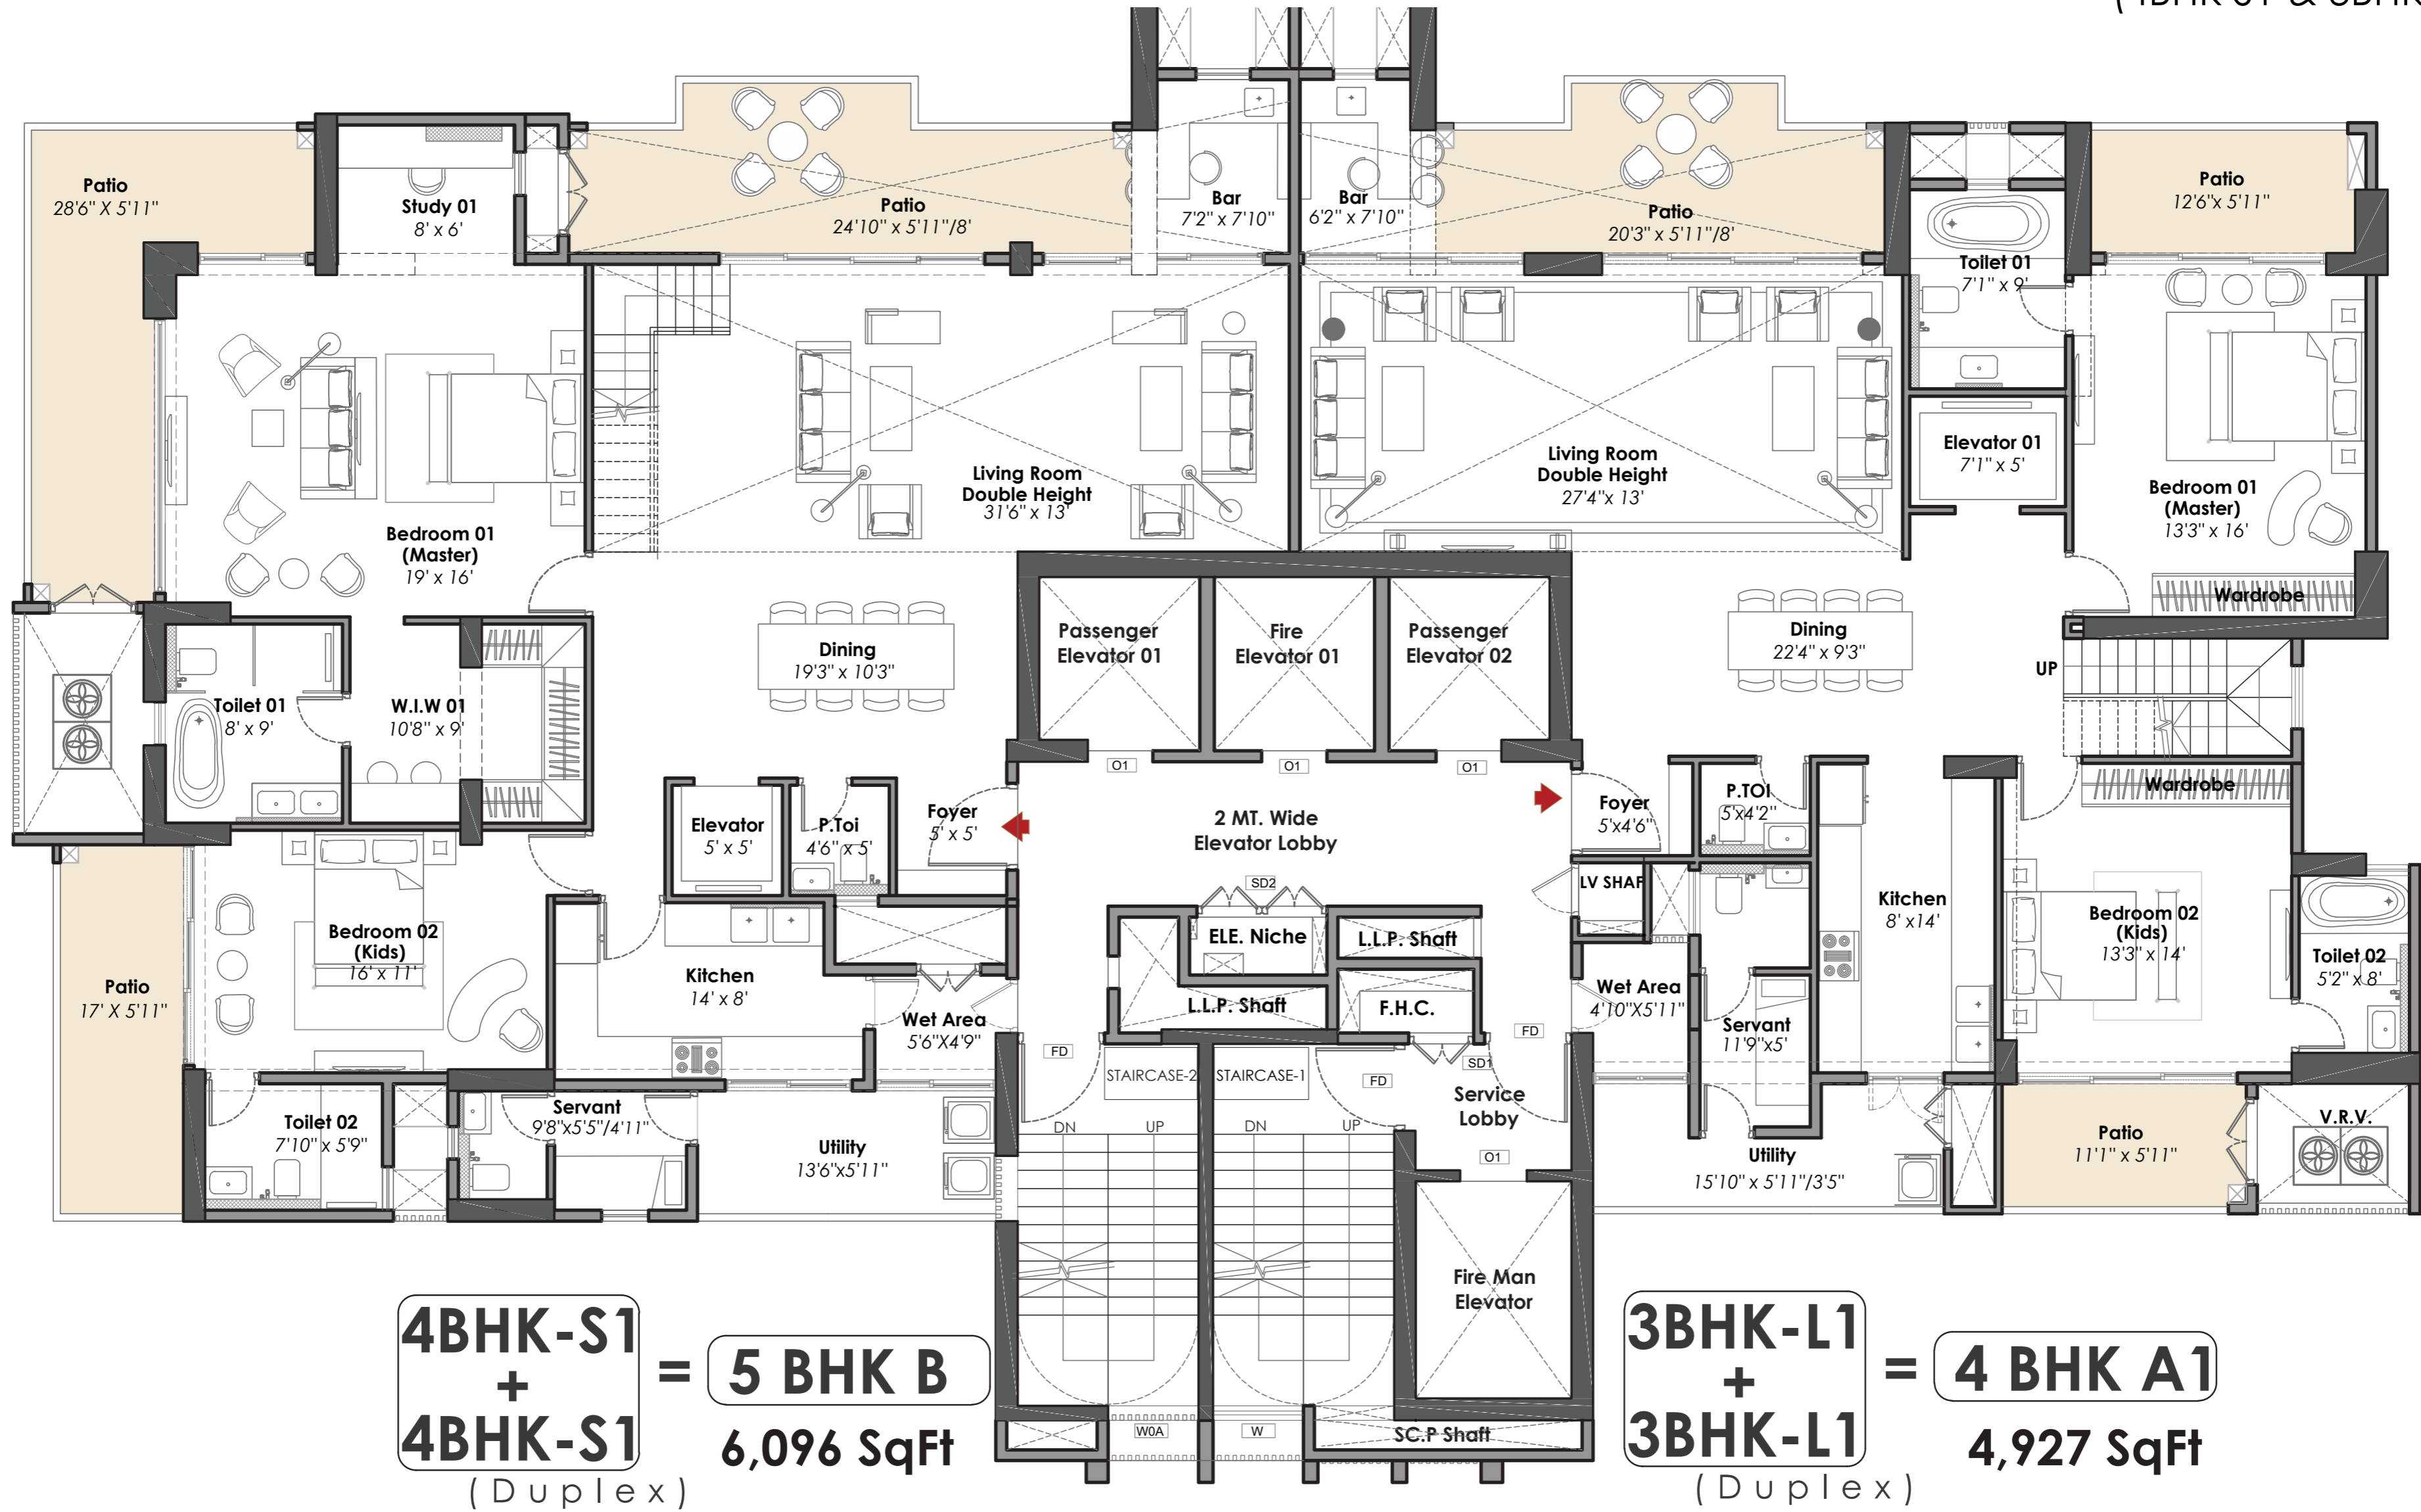 Patio
28'6" X 5'11"
Study 01
8' x 6'
Patio
24'10" x 5'11"/8'
Bar
7'2" x 7'10"
Bar
6'2" x 7'10"
Patio
20'3" x 5'11"/8'
Toilet 01
7'1" x 9'
Patio
12'6"x 5'11"
Elevator 01
7'1" x 5'
Living Room
Double Height
31'6" x 13'
Living Room
Double Height
27'4"x 13'
Bedroom 01
(Master)
19' x 16'
Bedroom 01
(Master)
13'3" x 16'
Wardrobe
Passenger
Elevator 01
Fire
Elevator 01
Passenger
Elevator 02
Dining
19'3" x 10'3"
Dining
22'4" x 9'3"
UP
Toilet 01
8' x 9'
W.I.W 01
10'8" x 9'
O1
O1
O1
Wardrobe
Elevator
5' x 5'
P.Toi
4'6" x 5'
Foyer
5' x 5'
2 MT. Wide
Elevator Lobby
Foyer
5'x4'6"
P.TOI
5'x4'2"
SD2
LV SHAF
Kitchen
8' x14'
Bedroom 02
(Kids)
16' x 11'
ELE. Niche
L.L.P. Shaft
Bedroom 02
(Kids)
13'3" x 14'
Toilet 02
5'2" x 8'
Patio
17' X 5'11"
Kitchen
14' x 8'
Wet Area
5'6"X4'9"
L.L.P. Shaft
F.H.C.
Wet Area
4'10"X5'11"
Servant
11'9"x5'
FD
FD
SD1
FD
STAIRCASE-2
STAIRCASE-1
Service
Lobby
Toilet 02
7'10" x 5'9"
Servant
9'8"x5'5"/4'11"
Utility
13'6"x5'11"
DN
UP
DN
UP
O1
Utility
15'10" x 5'11"/3'5"
Patio
11'1" x 5'11"
V.R.V.
Fire Man
Elevator
W0A
W
SC.P Shaft
4BHK-S1
+
4BHK-S1
(Duplex)
=
5 BHK B
6,096 SqFt
3BHK-L1
+
3BHK-L1
(Duplex)
=
4 BHK A1
4,927 SqFt